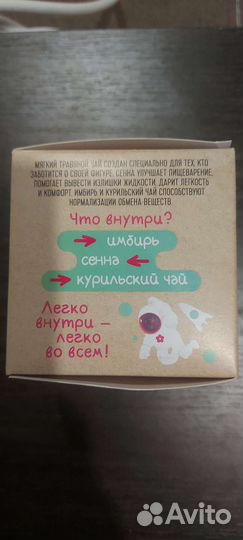 МЯГКИЙ ТРАВЯНОЙ ЧАЙ СОЗДАН СПЕЦИАЛЬНО ДЛЯ ТЕХ, КТО
ЗАБОТИТСЯ О СВОЕЙ ФИГУРЕ. СЕННА УЛУЧШАЕТ ПИЩЕВАРЕНИЕ,
ПОМОГАЕТ ВЫВЕСТИ ИЗЛИШКИ ЖИДКОСТИ, ДАРИТ ЛЕГКОСТЬ
И КОМФОРТ. ИМБИРЬ И КУРИЛЬСКИЙ ЧАЙ СПОСОБСТВУЮТ
НОРМАЛИЗАЦИИ ОБМЕНА ВЕЩЕСТВ.
Что внутри?
имбирь
сенна
курильский чай
Легко
внутри –
легко
во всем!
Avito